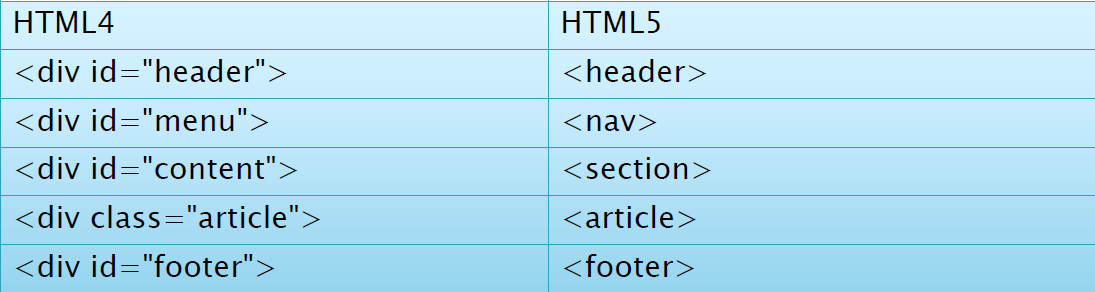 HTML4 HTML5
<div id="header"> <header>
<div id="menu"> <nav>
<div id="content"> <section>
<div class="article"> <article>
<div id="footer"> <footer>